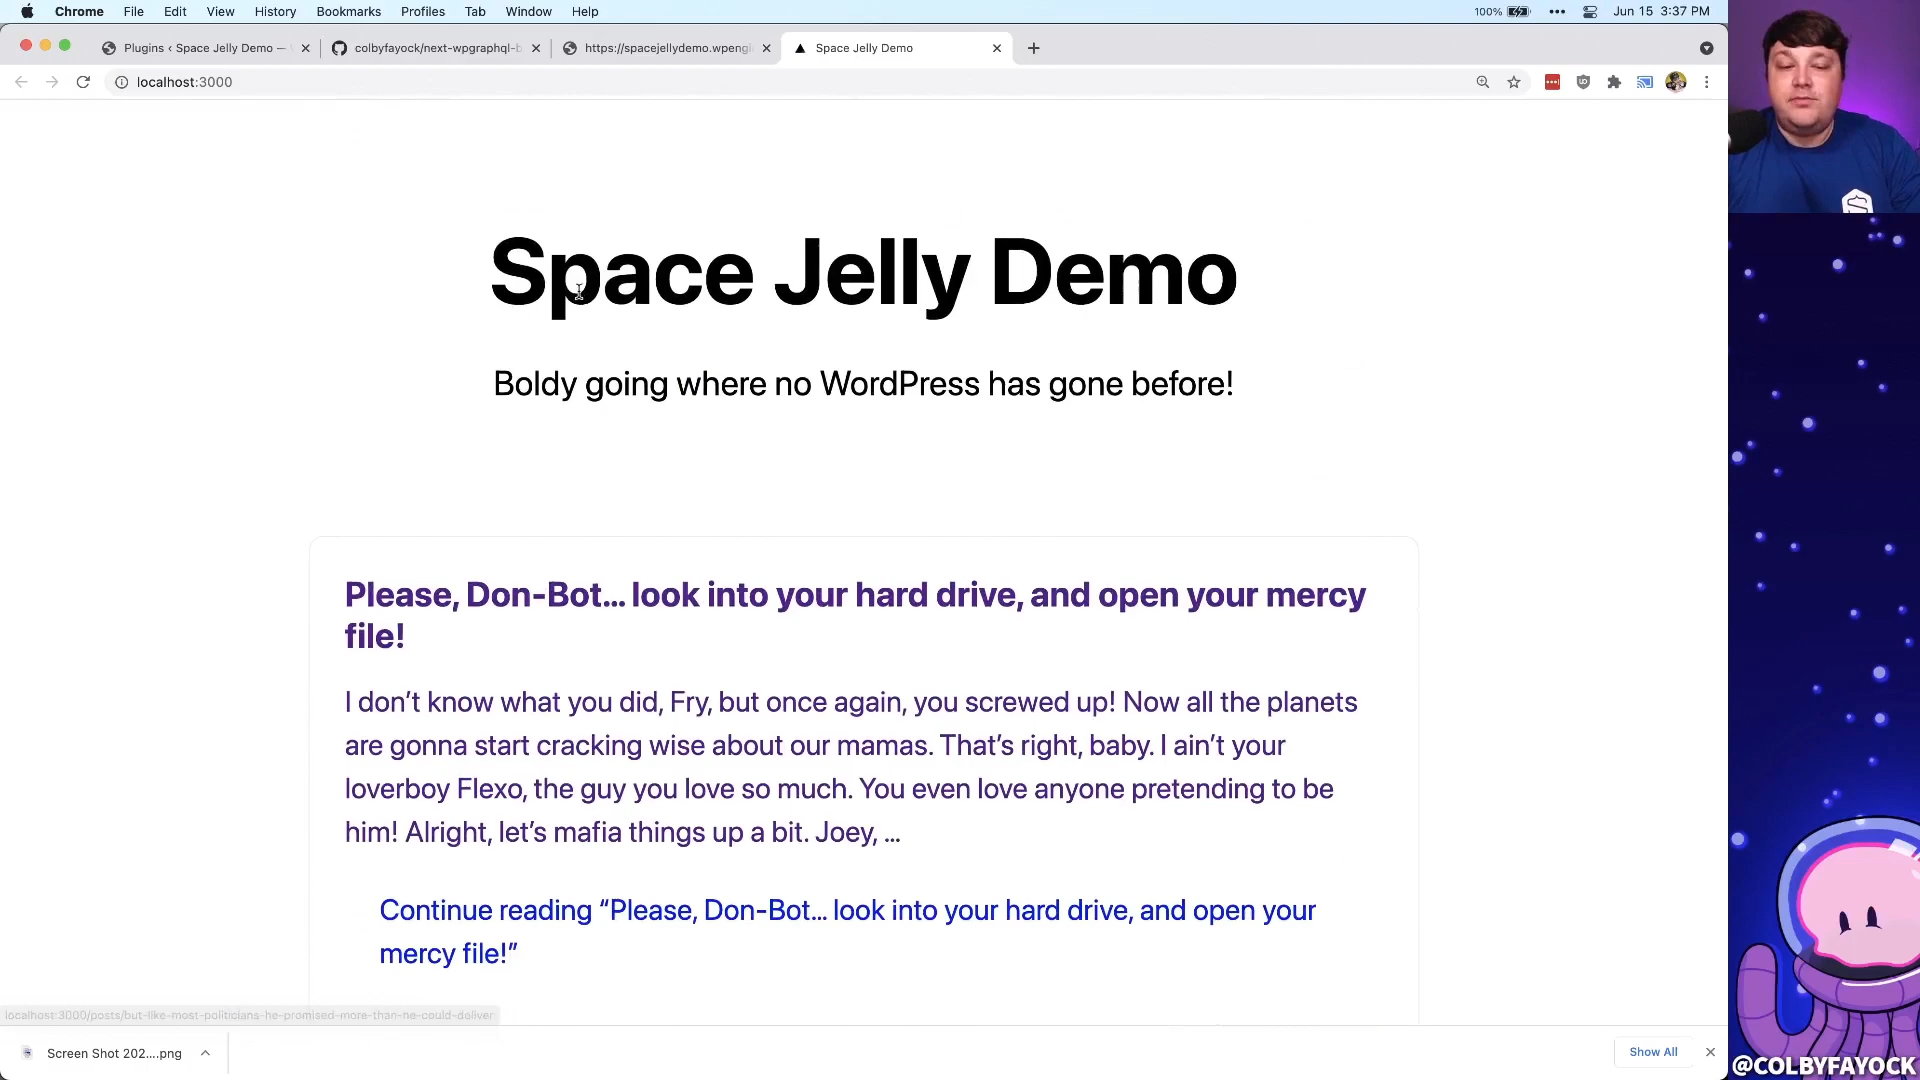 Chrome File Edit View History Bookmarks Profiles Tab Window Help 100% Jun 15 3:37 PM
Plugins ‹ Space Jelly Demo — colbyfayock/next-wpgraphql-b https://spacejellydemo.wpengi Space Jelly Demo
localhost:3000
Space Jelly Demo
Boldy going where no WordPress has gone before!
Please, Don-Bot… look into your hard drive, and open your mercy
file!
I don’t know what you did, Fry, but once again, you screwed up! Now all the planets
are gonna start cracking wise about our mamas. That’s right, baby. I ain’t your
loverboy Flexo, the guy you love so much. You even love anyone pretending to be
him! Alright, let’s mafia things up a bit. Joey, …
Continue reading “Please, Don-Bot… look into your hard drive, and open your
mercy file!”
localhost:3000/posts/but-like-most-politicians-he-promised-more-than-he-could-deliver
Screen Shot 202....png Show All
@COLBYFAYOCK